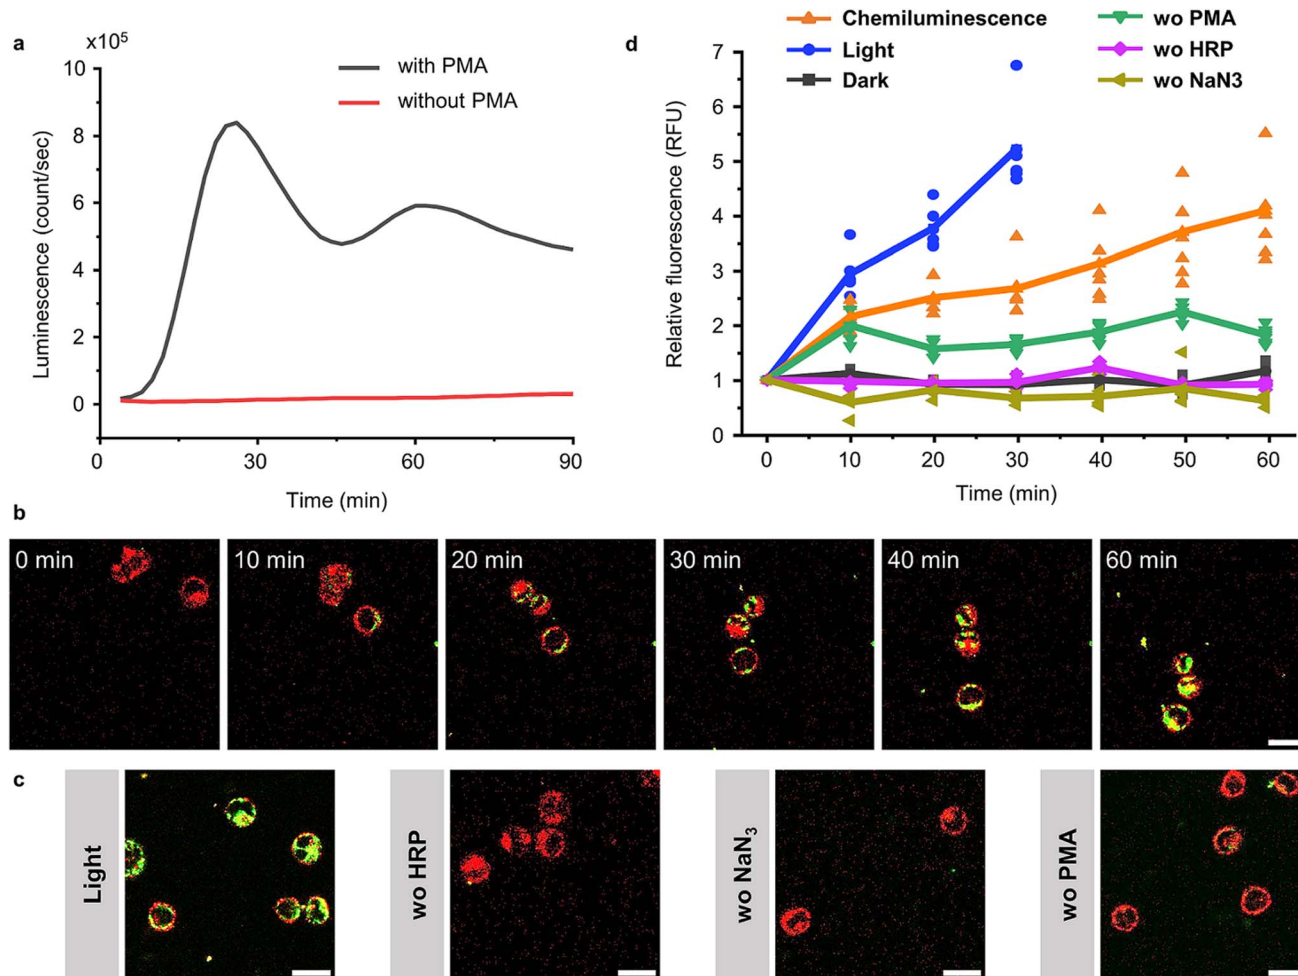 a
x10⁵
10
8
6
4
2
0
Luminescence (count/sec)
with PMA
without PMA
0
30
60
90
Time (min)
d
Chemiluminescence
Light
Dark
wo PMA
wo HRP
wo NaN3
7
6
5
4
3
2
1
0
Relative fluorescence (RFU)
0 10 20 30 40 50 60
Time (min)
b
0 min
10 min
20 min
30 min
40 min
60 min
c
Light
wo HRP
wo NaN₃
wo PMA